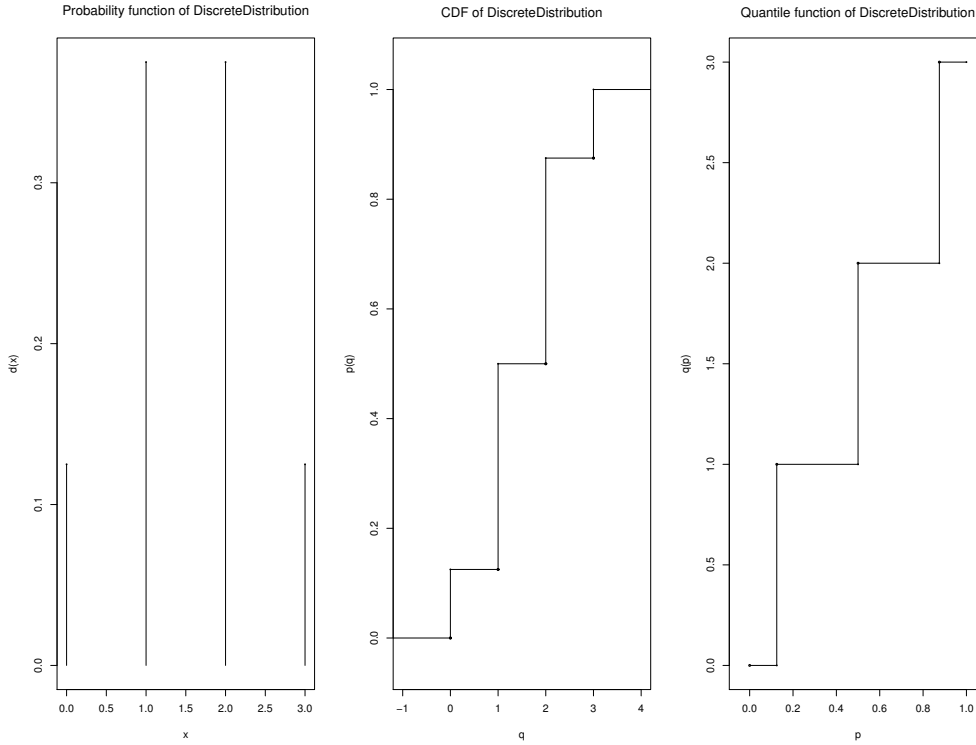 Probability function of DiscreteDistribution
d(x)
0.3
0.2
0.1
0.0
0.0 0.5 1.0 1.5 2.0 2.5 3.0
x
CDF of DiscreteDistribution
p(q)
1.0
0.8
0.6
0.4
0.2
0.0
−1 0 1 2 3 4
q
Quantile function of DiscreteDistribution
q(p)
3.0
2.5
2.0
1.5
1.0
0.5
0.0
0.0 0.2 0.4 0.6 0.8 1.0
p